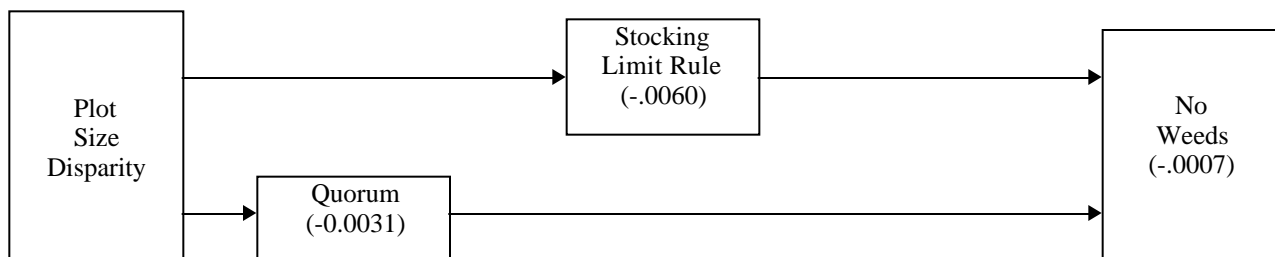 Plot
Size
Disparity
Stocking
Limit Rule
(-.0060)
Quorum
(-0.0031)
No
Weeds
(-.0007)